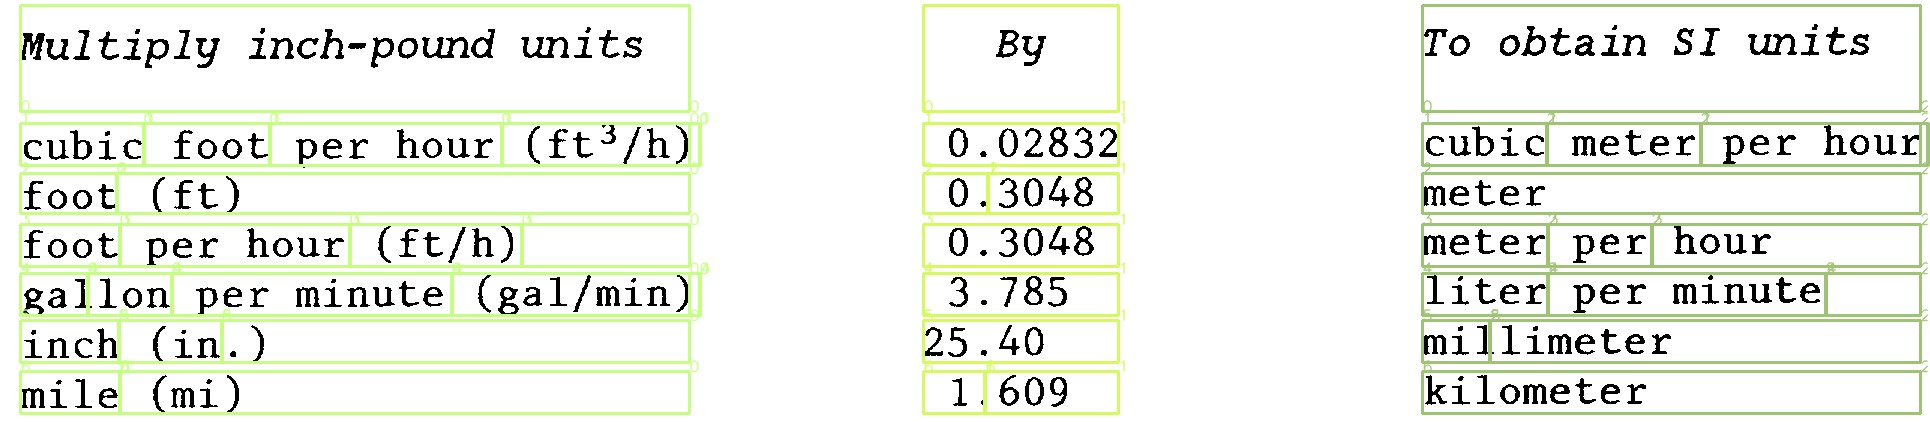 Multiply inch-pound units By To obtain SI units
cubic foot per hour (ft³/h) 0.02832 cubic meter per hour
foot (ft) 0.3048 meter
foot per hour (ft/h) 0.3048 meter per hour
gallon per minute (gal/min) 3.785 liter per minute
inch (in.) 25.40 millimeter
mile (mi) 1.609 kilometer